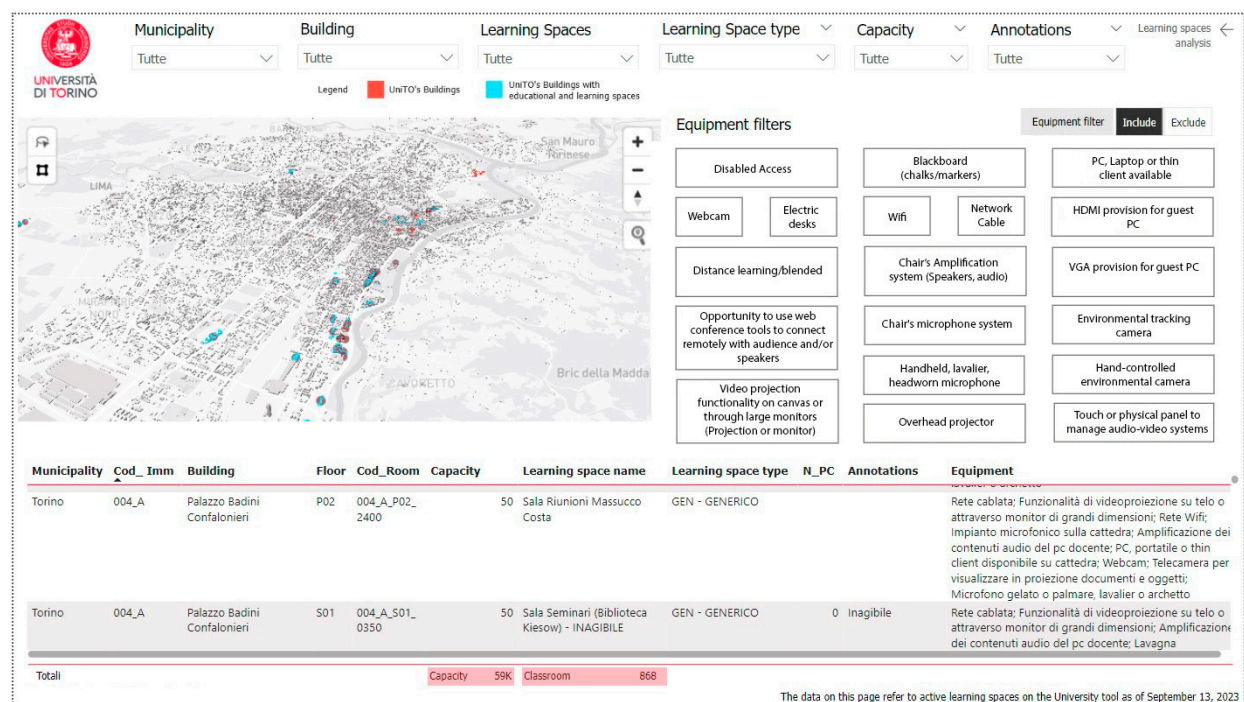 UNIVERSITÀ
DI TORINO
Municipality
Tutte
Building
Tutte
Learning Spaces
Tutte
Learning Space type
Tutte
Capacity
Tutte
Annotations
Tutte
Learning spaces
analysis
Legend
UniTO's Buildings
UniTO's Buildings with
educational and learning spaces
LIMA
San Mauro
Torinese
CAVORETTO
Bric della Madda
Equipment filters
Equipment filter
Include
Exclude
Disabled Access
Blackboard
(chalks/markers)
PC, Laptop or thin
client available
Webcam
Electric
desks
Wifi
Network
Cable
HDMI provision for guest
PC
Distance learning/blended
Chair's Amplification
system (Speakers, audio)
VGA provision for guest PC
Opportunity to use web
conference tools to connect
remotely with audience and/or
speakers
Chair's microphone system
Environmental tracking
camera
Handheld, lavalier,
headworn microphone
Hand-controlled
environmental camera
Video projection
functionality on canvas or
through large monitors
(Projection or monitor)
Overhead projector
Touch or physical panel to
manage audio-video systems
Municipality Cod_ Imm Building Floor Cod_Room Capacity Learning space name Learning space type N_PC Annotations Equipment
lavalier o archetto
Torino 004_A Palazzo Badini P02 004_A_P02_ 50 Sala Riunioni Massucco GEN - GENERICO Rete cablata; Funzionalità di videoproiezione su telo o
Confalonieri 2400 Costa attraverso monitor di grandi dimensioni; Rete Wifi;
Impianto microfonico sulla cattedra; Amplificazione dei
contenuti audio del pc docente; PC, portatile o thin
client disponibile su cattedra; Webcam; Telecamera per
visualizzare in proiezione documenti e oggetti;
Microfono gelato o palmare, lavalier o archetto
Torino 004_A Palazzo Badini S01 004_A_S01_ 50 Sala Seminari (Biblioteca GEN - GENERICO 0 Inagibile Rete cablata; Funzionalità di videoproiezione su telo o
Confalonieri 0350 Kiesow) - INAGIBILE attraverso monitor di grandi dimensioni; Amplificazione
dei contenuti audio del pc docente; Lavagna
Totali Capacity 59K Classroom 868
The data on this page refer to active learning spaces on the University tool as of September 13, 2023